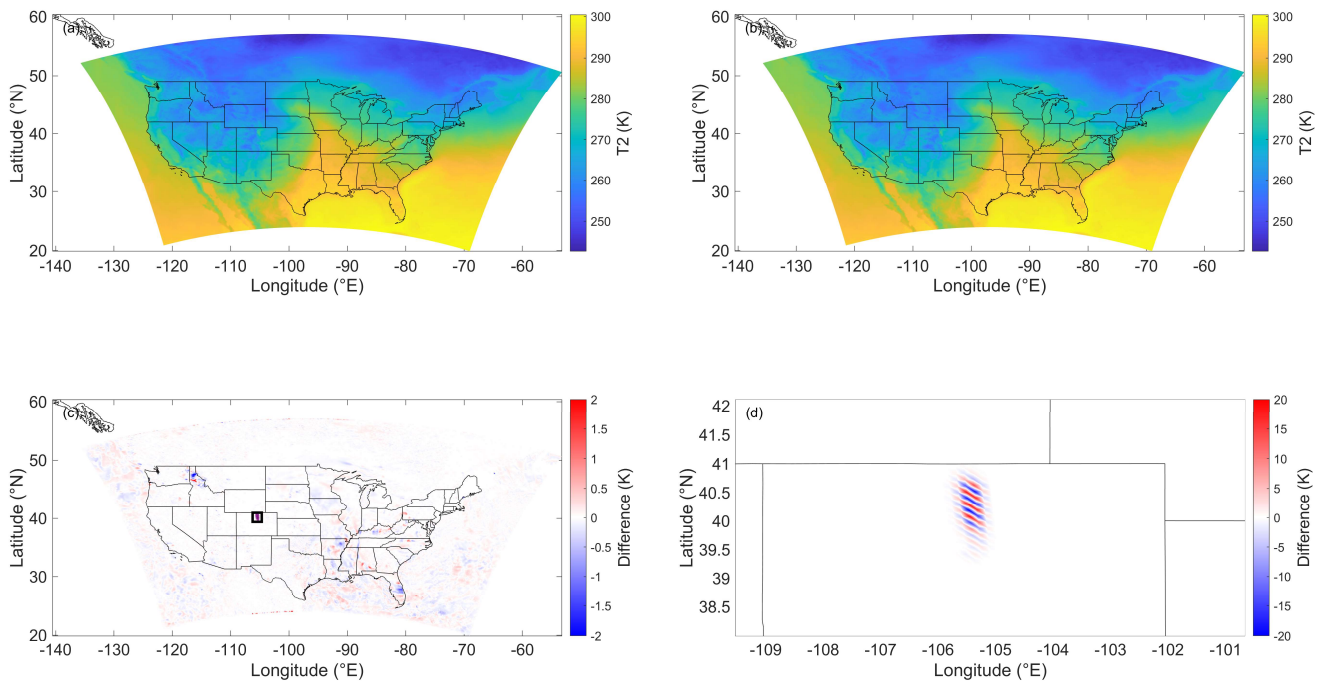 (a)
60
50
40
30
20
Latitude (°N)
-140 -130 -120 -110 -100 -90 -80 -70 -60
Longitude (°E)
300
290
280
270
260
250
T2 (K)
(b)
60
50
40
30
20
Latitude (°N)
-140 -130 -120 -110 -100 -90 -80 -70 -60
Longitude (°E)
300
290
280
270
260
250
T2 (K)
(c)
60
50
40
30
20
Latitude (°N)
-140 -130 -120 -110 -100 -90 -80 -70 -60
Longitude (°E)
2
1.5
1
0.5
0
-0.5
-1
-1.5
-2
Difference (K)
(d)
42
41.5
41
40.5
40
39.5
39
38.5
Latitude (°N)
-109 -108 -107 -106 -105 -104 -103 -102 -101
Longitude (°E)
20
15
10
5
0
-5
-10
-15
-20
Difference (K)